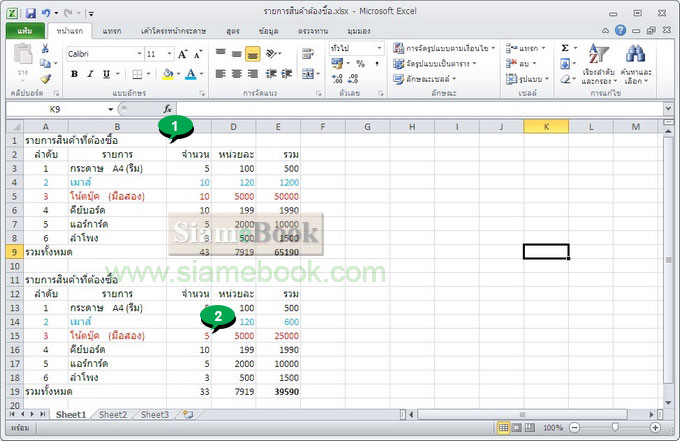 รายการสินค้าต้องซื้อ.xlsx - Microsoft Excel
แฟ้ม หน้าแรก แทรก เค้าโครงหน้ากระดาษ สูตร ข้อมูล ตรวจทาน มุมมอง
วาง Calibri 11 ทั่วไป การจัดรูปแบบตามเงื่อนไข แทรก
B I U จัดรูปแบบเป็นตาราง ลบ เรียงลำดับและกรอง ค้นหาและเลือก
ลักษณะเซลล์ รูปแบบ
คลิปบอร์ด แบบอักษร การจัดแนว ตัวเลข ลักษณะ เซลล์ การแก้ไข
K9 fx
1
A B C D E F G H I J K L M
1 รายการสินค้าที่ต้องซื้อ
2 ลำดับ รายการ จำนวน หน่วยละ รวม
3 1 กระดาษ A4 (รีม) 5 100 500
4 2 เมาส์ 10 120 1200
5 3 โน้ตบุ๊ค (มือสอง) 10 5000 50000
6 4 คีย์บอร์ด 10 199 1990
7 5 แอร์การ์ด 5 2000 10000
8 6 ลำโพง 3 500 1500
SiameBook
9 รวมทั้งหมด 43 7919 65190
10
www.siamebook.com
11 รายการสินค้าที่ต้องซื้อ
12 ลำดับ รายการ จำนวน หน่วยละ รวม
13 1 กระดาษ A4 (รีม) 100 500
14 2 เมาส์ 120 600
2
15 3 โน้ตบุ๊ค (มือสอง) 5 5000 25000
16 4 คีย์บอร์ด 10 199 1990
17 5 แอร์การ์ด 5 2000 10000
18 6 ลำโพง 3 500 1500
19 รวมทั้งหมด 33 7919 39590
20
Sheet1 Sheet2 Sheet3
พร้อม 100%